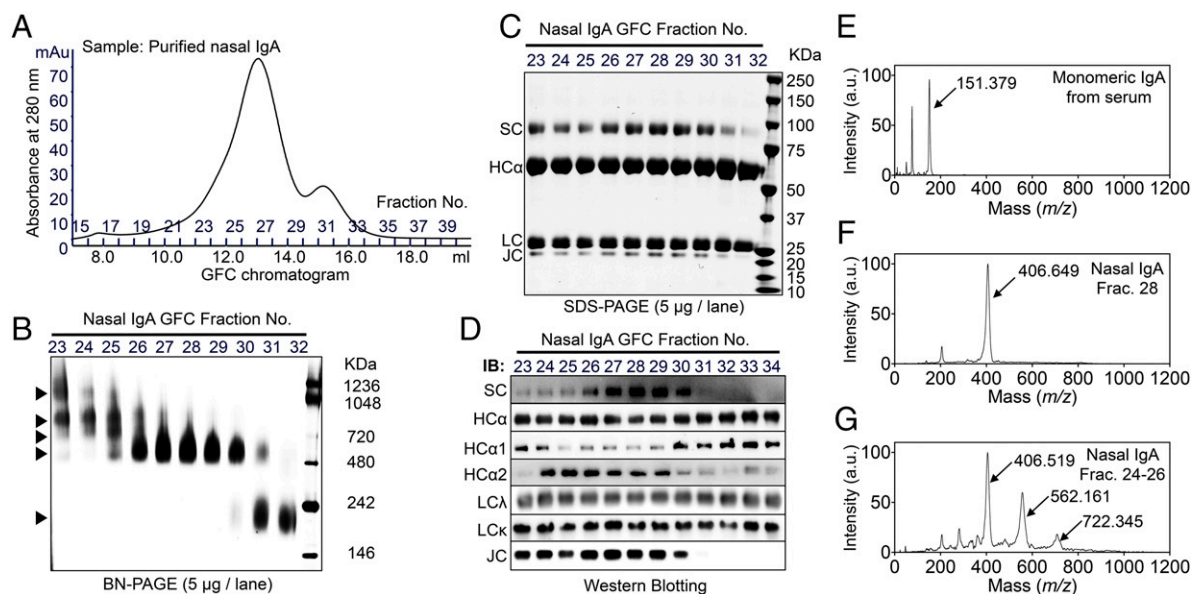 A
Sample: Purified nasal IgA
mAu
70
60
50
40
30
20
10
0
Absorbance at 280 nm
Fraction No.
15 17 19 21 23 25 27 29 31 33 35 37 39
8.0 10.0 12.0 14.0 16.0 18.0 ml
GFC chromatogram
B
Nasal IgA GFC Fraction No.
23 24 25 26 27 28 29 30 31 32
KDa
1236
1048
720
480
242
146
BN-PAGE (5 µg / lane)
C
Nasal IgA GFC Fraction No.
23 24 25 26 27 28 29 30 31 32
KDa
SC
HCα
LC
JC
250
150
100
75
50
37
25
20
15
10
SDS-PAGE (5 µg / lane)
D
Nasal IgA GFC Fraction No.
IB: 23 24 25 26 27 28 29 30 31 32 33 34
SC
HCα
HCα1
HCα2
LCλ
LCκ
JC
Western Blotting
E
Intensity (a.u.)
100
50
0
151.379
Monomeric IgA
from serum
0 200 400 600 800 1000 1200
Mass (m/z)
F
Intensity (a.u.)
100
50
0
406.649
Nasal IgA
Frac. 28
0 200 400 600 800 1000 1200
Mass (m/z)
G
Intensity (a.u.)
100
50
0
406.519
562.161
722.345
Nasal IgA
Frac. 24-26
0 200 400 600 800 1000 1200
Mass (m/z)